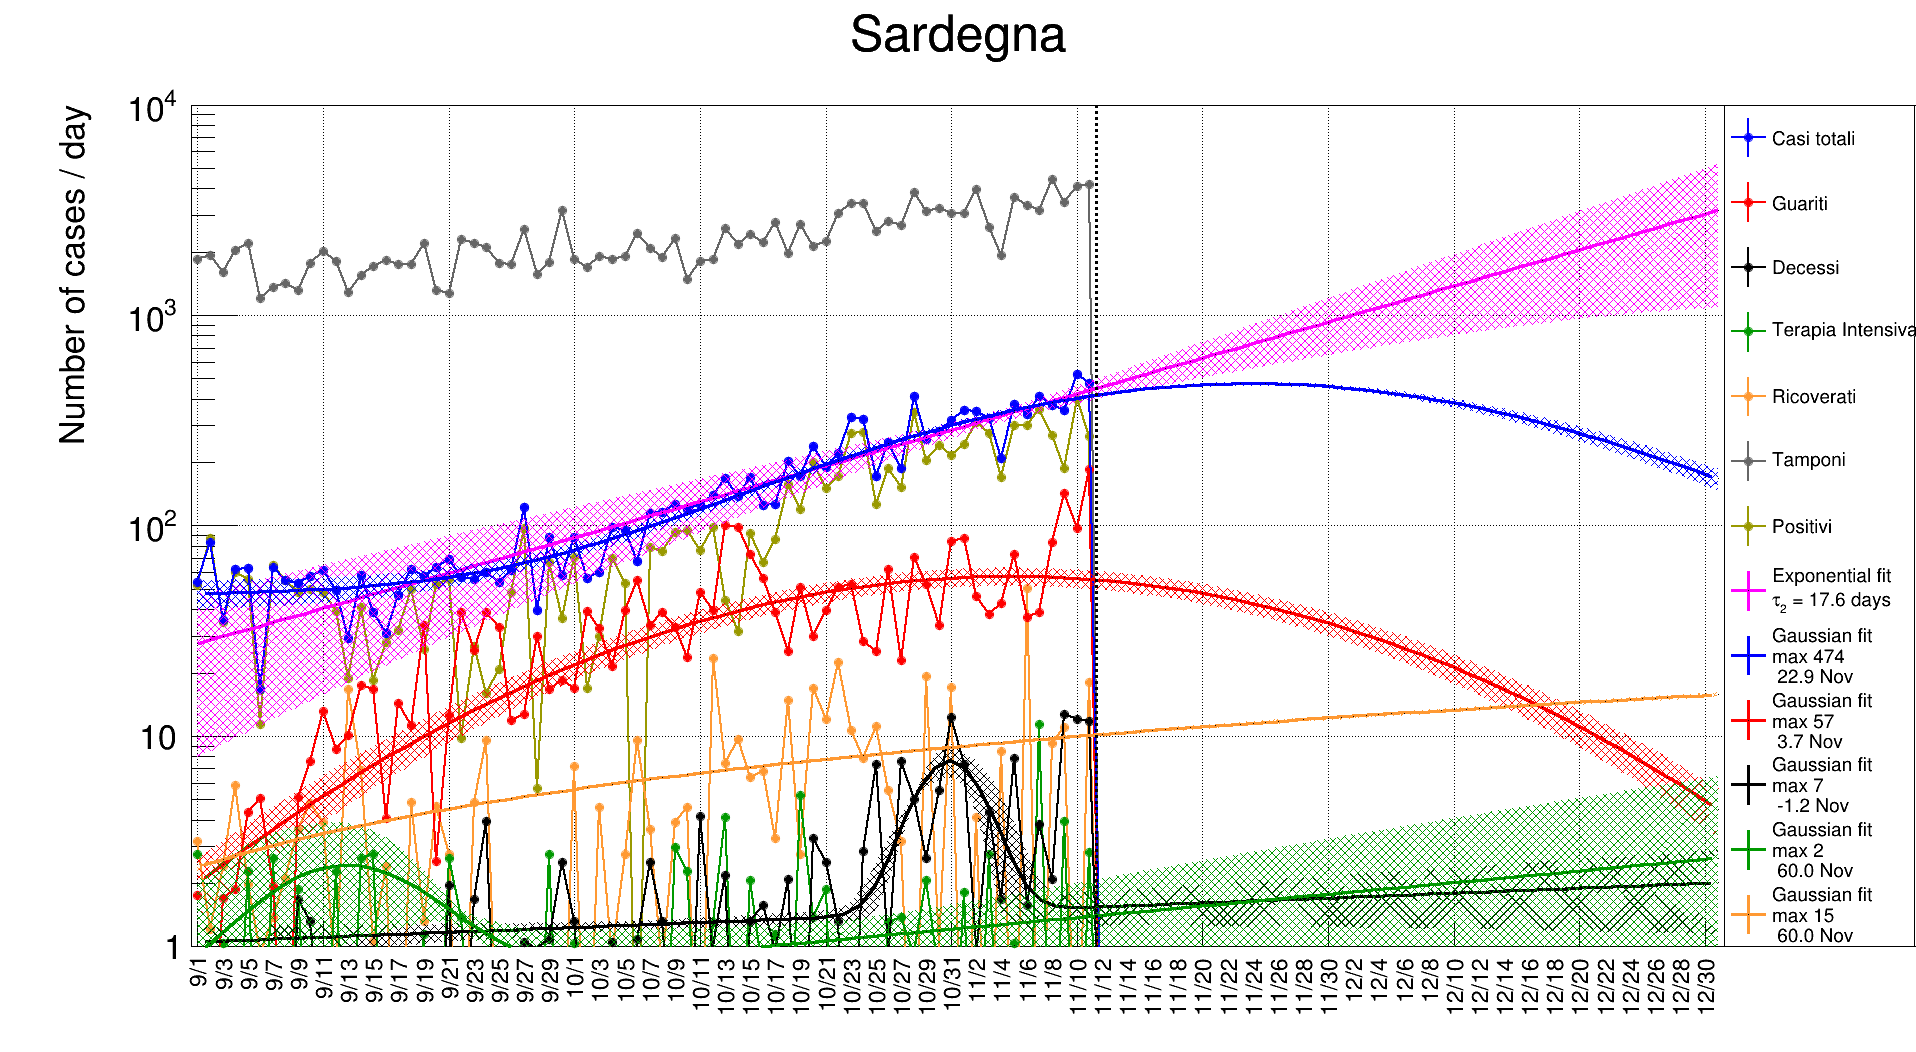 Sardegna
Number of cases / day
10^4
10^3
10^2
10
1
9/1 9/3 9/5 9/7 9/9 9/11 9/13 9/15 9/17 9/19 9/21 9/23 9/25 9/27 9/29 10/1 10/3 10/5 10/7 10/9 10/11 10/13 10/15 10/17 10/19 10/21 10/23 10/25 10/27 10/29 10/31 11/2 11/4 11/6 11/8 11/10 11/12 11/14 11/16 11/18 11/20 11/22 11/24 11/26 11/28 11/30 12/2 12/4 12/6 12/8 12/10 12/12 12/14 12/16 12/18 12/20 12/22 12/24 12/26 12/28 12/30
Casi totali
Guariti
Decessi
Terapia Intensiva
Ricoverati
Tamponi
Positivi
Exponential fit
τ₂ = 17.6 days
Gaussian fit
max 474
22.9 Nov
Gaussian fit
max 57
3.7 Nov
Gaussian fit
max 7
-1.2 Nov
Gaussian fit
max 2
60.0 Nov
Gaussian fit
max 15
60.0 Nov